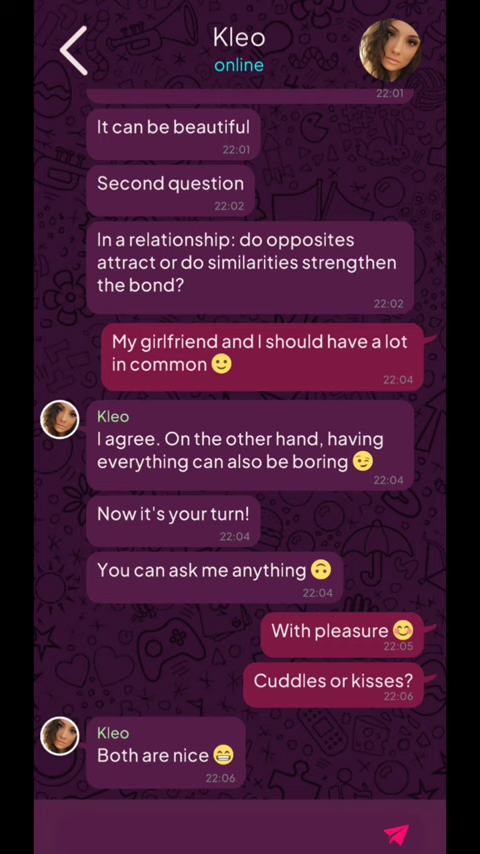 Kleo
online
22:01
It can be beautiful
22:01
Second question
22:02
In a relationship: do opposites
attract or do similarities strengthen
the bond?
22:02
My girlfriend and I should have a lot
in common 🙂
22:04
Kleo
I agree. On the other hand, having
everything can also be boring 😉
22:04
Now it's your turn!
22:04
You can ask me anything 🙃
22:04
With pleasure 😊
22:05
Cuddles or kisses?
22:06
Kleo
Both are nice 😁
22:06